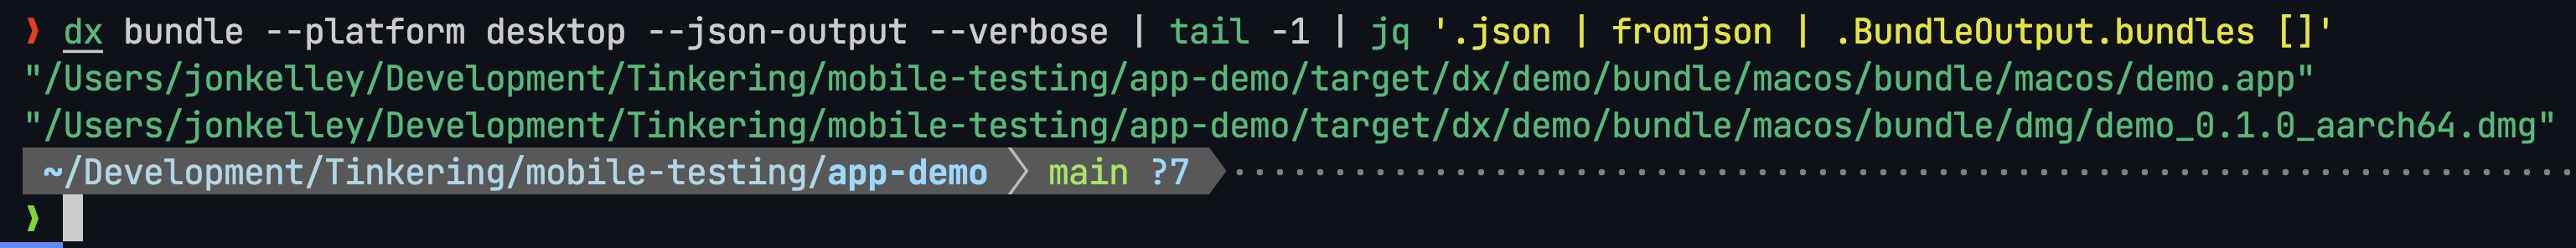 ❯ dx bundle --platform desktop --json-output --verbose | tail -1 | jq '.json | fromjson | .BundleOutput.bundles []'
"/Users/jonkelley/Development/Tinkering/mobile-testing/app-demo/target/dx/demo/bundle/macos/bundle/macos/demo.app"
"/Users/jonkelley/Development/Tinkering/mobile-testing/app-demo/target/dx/demo/bundle/macos/bundle/dmg/demo_0.1.0_aarch64.dmg"
~/Development/Tinkering/mobile-testing/app-demo main ?7
❯